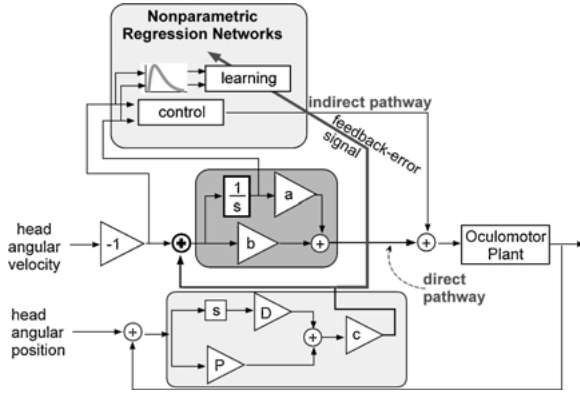 Nonparametric
Regression Networks
learning
control
indirect pathway
feedback-error
signal
1
s
a
head
angular
velocity
-1
b
Oculomotor
Plant
direct
pathway
head
angular
position
s
D
P
c